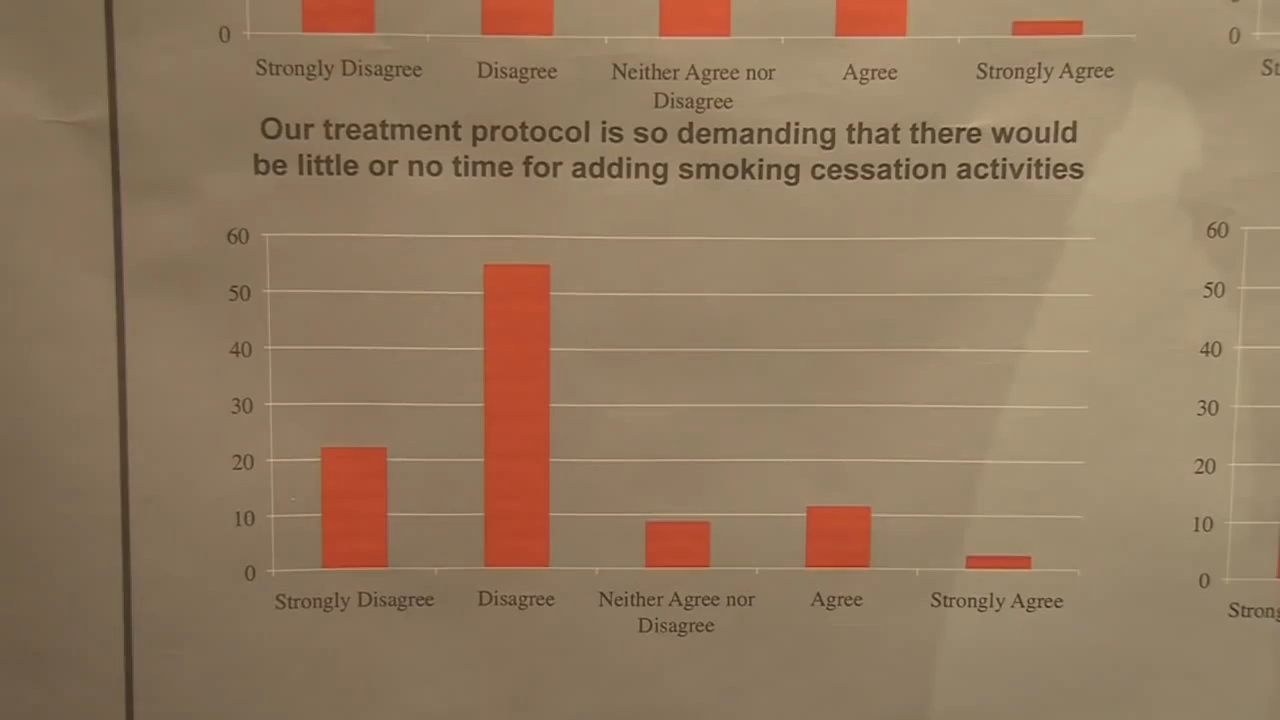 0
0
Strongly Disagree Disagree Neither Agree nor Agree Strongly Agree
Disagree
Our treatment protocol is so demanding that there would
be little or no time for adding smoking cessation activities
60
50
40
30
20
10
0
Strongly Disagree Disagree Neither Agree nor Agree Strongly Agree
Disagree
60
50
40
30
20
10
0